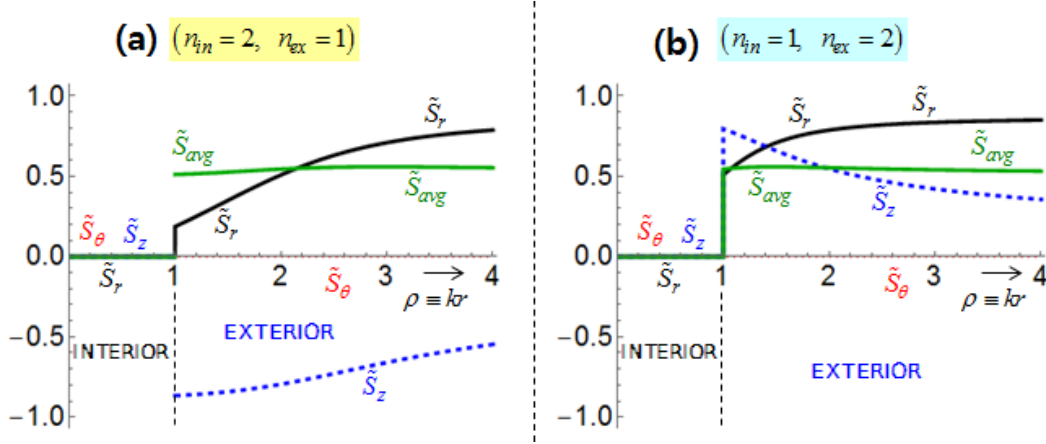 (a) (n_in = 2, n_ex = 1)
1.0
S̃_r
S̃_avg
0.5
S̃_avg
S̃_r
S̃_θ S̃_z
0.0
S̃_r 1 2 S̃_θ 3 → 4
ρ ≡ kr
EXTERIOR
−0.5
INTERIOR
S̃_z
−1.0
(b) (n_in = 1, n_ex = 2)
1.0
S̃_r S̃_r
S̃_avg
0.5
S̃_avg S̃_z
S̃_θ S̃_z
0.0
S̃_r 1 2 S̃_θ 3 → 4
ρ ≡ kr
−0.5
INTERIOR
EXTERIOR
−1.0